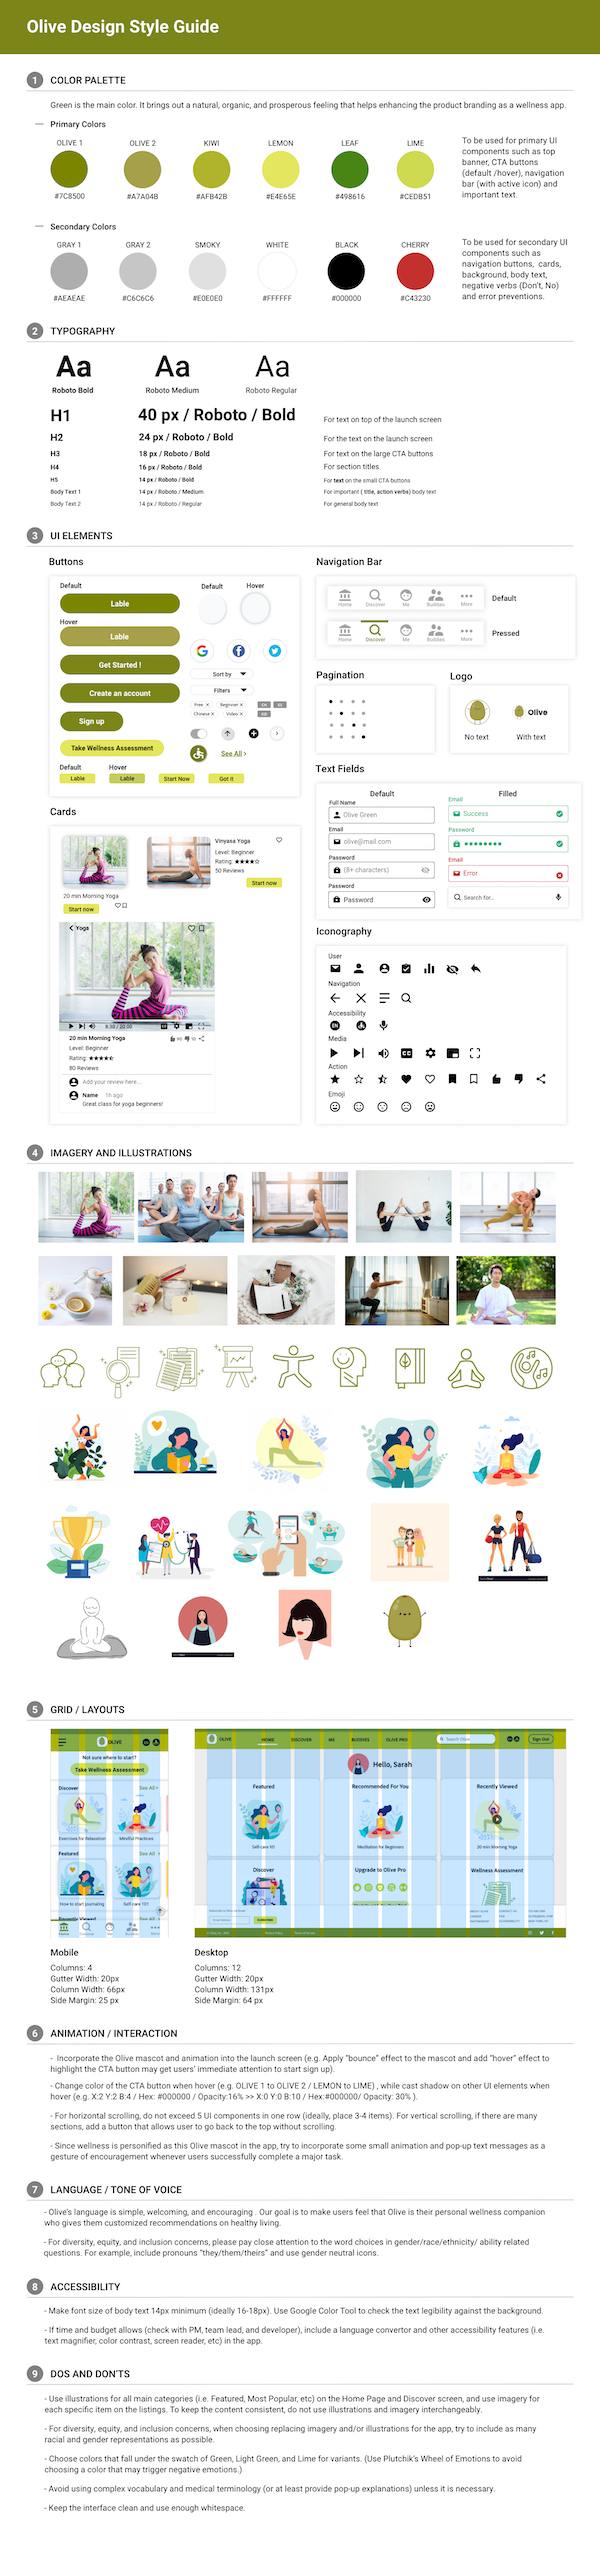 Olive Design Style Guide
1 COLOR PALETTE
Green is the main color. It brings out a natural, organic, and prosperous feeling that helps enhancing the product branding as a wellness app.
Primary Colors
OLIVE 1 OLIVE 2 KIWI LEMON LEAF LIME
#7C8500 #A7A04B #AFB42B #E4E65E #498616 #CEDB51
To be used for primary UI
components such as top
banner, CTA buttons
(default /hover), navigation
bar (with active icon) and
important text.
Secondary Colors
GRAY 1 GRAY 2 SMOKY WHITE BLACK CHERRY
#AEAEAE #C6C6C6 #E0E0E0 #FFFFFF #000000 #C43230
To be used for secondary UI
components such as
navigation buttons, cards,
background, body text,
negative verbs (Don't, No)
and error preventions.
2 TYPOGRAPHY
Aa Aa Aa
Roboto Bold Roboto Medium Roboto Regular
H1 40 px / Roboto / Bold For text on top of the launch screen
H2 24 px / Roboto / Bold For the text on the launch screen
H3 18 px / Roboto / Bold For text on the large CTA buttons
H4 16 px / Roboto / Bold For section titles
H5 14 px / Roboto / Bold For text on the small CTA buttons
Body Text 1 14 px / Roboto / Medium For important ( title, action verbs) body text
Body Text 2 14 px / Roboto / Regular For general body text
3 UI ELEMENTS
Buttons
Default
Lable
Hover
Lable
Get Started !
Create an account
Sign up
Take Wellness Assessment
Default Hover
Lable Lable Start Now Got It
Default Hover
Sort by
Filters
Free × Beginner ×
Chinese × Video ×
See All >
Navigation Bar
Home Discover Me Buddies More
Default
Home Discover Me Buddies More
Pressed
Pagination
Logo
Olive
No text With text
Text Fields
Default
Full Name
Olive Green
Email
olive@mail.com
Password
(8+ characters)
Password
Password
Filled
Email
Success
Password
Email
Error
Search for...
Cards
20 min Morning Yoga
Start now
Vinyasa Yoga
Level: Beginner
Rating: ★★★★☆
50 Reviews
Start now
< Yoga
6:30 / 20:00
20 min Morning Yoga
Level: Beginner
Rating:
80 Reviews
Add your review here...
Name 1h ago
Great class for yoga beginners!
Iconography
User
Navigation
Accessibility
Media
CC
Action
Emoji
4 IMAGERY AND ILLUSTRATIONS
5 GRID / LAYOUTS
OLIVE
Not sure where to start?
Take Wellness Assessment
Discover See All >
Exercises for Relaxation Mindful Practices
Featured See All >
How to start journaling Self care 101
Recently Viewed See All >
OLIVE HOME DISCOVER ME BUDDIES OLIVE PRO Search Olive Sign Out
Hello, Sarah
Featured Recommended For You Recently Viewed
Self-care 101 Meditation for Beginners 20 min Morning Yoga
Discover Upgrade to Olive Pro Wellness Assessment
Mobile
Columns: 4
Gutter Width: 20px
Column Width: 66px
Side Margin: 25 px
Desktop
Columns: 12
Gutter Width: 20px
Column Width: 131px
Side Margin: 64 px
6 ANIMATION / INTERACTION
- Incorporate the Olive mascot and animation into the launch screen (e.g. Apply "bounce" effect to the mascot and add "hover" effect to
highlight the CTA button may get users' immediate attention to start sign up).
- Change color of the CTA button when hover (e.g. OLIVE 1 to OLIVE 2 / LEMON to LIME) , while cast shadow on other UI elements when
hover (e.g. X:2 Y:2 B:4 / Hex: #000000 / Opacity:16% >> X:0 Y:0 B:10 / Hex:#000000/ Opacity: 30% ).
- For horizontal scrolling, do not exceed 5 UI components in one row (ideally, place 3-4 items). For vertical scrolling, if there are many
sections, add a button that allows user to go back to the top without scrolling.
- Since wellness is personified as this Olive mascot in the app, try to incorporate some small animation and pop-up text messages as a
gesture of encouragement whenever users successfully complete a major task.
7 LANGUAGE / TONE OF VOICE
- Olive's language is simple, welcoming, and encouraging . Our goal is to make users feel that Olive is their personal wellness companion
who gives them customized recommendations on healthy living.
- For diversity, equity, and inclusion concerns, please pay close attention to the word choices in gender/race/ethnicity/ ability related
questions. For example, include pronouns "they/them/theirs" and use gender neutral icons.
8 ACCESSIBILITY
- Make font size of body text 14px minimum (ideally 16-18px). Use Google Color Tool to check the text legibility against the background.
- If time and budget allows (check with PM, team lead, and developer), include a language convertor and other accessibility features (i.e.
text magnifier, color contrast, screen reader, etc) in the app.
9 DOS AND DON'TS
- Use illustrations for all main categories (i.e. Featured, Most Popular, etc) on the Home Page and Discover screen, and use imagery for
each specific item on the listings. To keep the content consistent, do not use illustrations and imagery interchangeably.
- For diversity, equity, and inclusion concerns, when choosing replacing imagery and/or illustrations for the app, try to include as many
racial and gender representations as possible.
- Choose colors that fall under the swatch of Green, Light Green, and Lime for variants. (Use Plutchik's Wheel of Emotions to avoid
choosing a color that may trigger negative emotions.)
- Avoid using complex vocabulary and medical terminology (or at least provide pop-up explanations) unless it is necessary.
- Keep the interface clean and use enough whitespace.